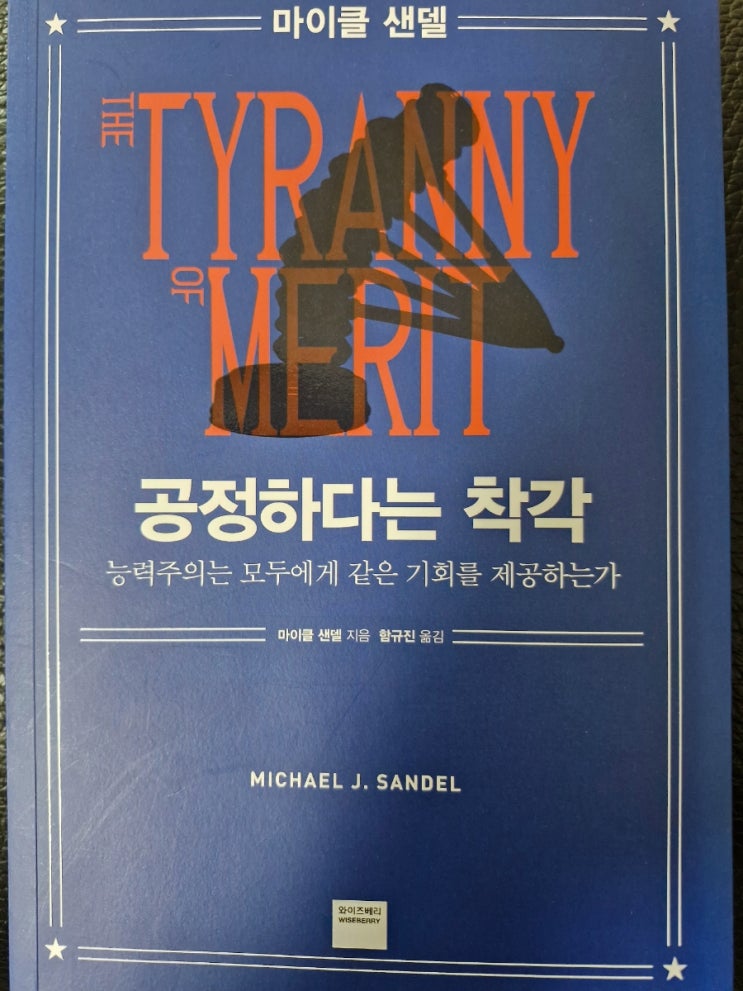 마이클 샌델
THE
TYRANNY
OF
MERIT
공정하다는 착각
능력주의는 모두에게 같은 기회를 제공하는가
마이클 샌델 지음 함규진 옮김
MICHAEL J. SANDEL
와이즈베리
WISEBERRY